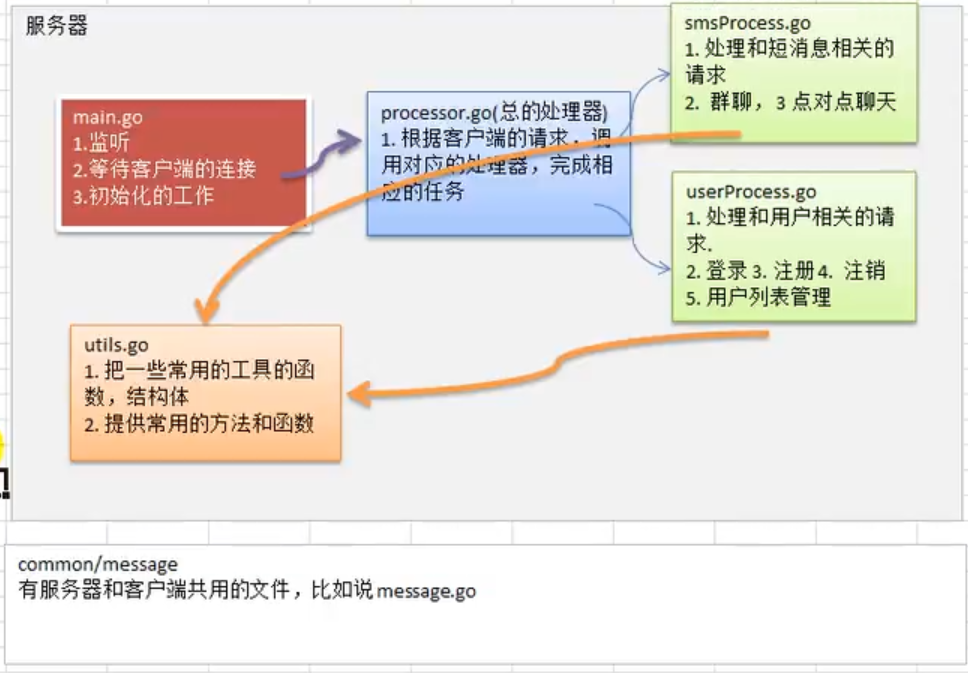 服务器
main.go
1.监听
2.等待客户端的连接
3.初始化的工作
processor.go(总的处理器)
1. 根据客户端的请求，调
用对应的处理器，完成相
应的任务
smsProcess.go
1. 处理和短消息相关的
请求
2. 群聊，3 点对点聊天
userProcess.go
1. 处理和用户相关的请
求.
2. 登录 3. 注册 4. 注销
5. 用户列表管理
utils.go
1. 把一些常用的工具的函
数，结构体
2. 提供常用的方法和函数
common/message
有服务器和客户端共用的文件，比如说message.go